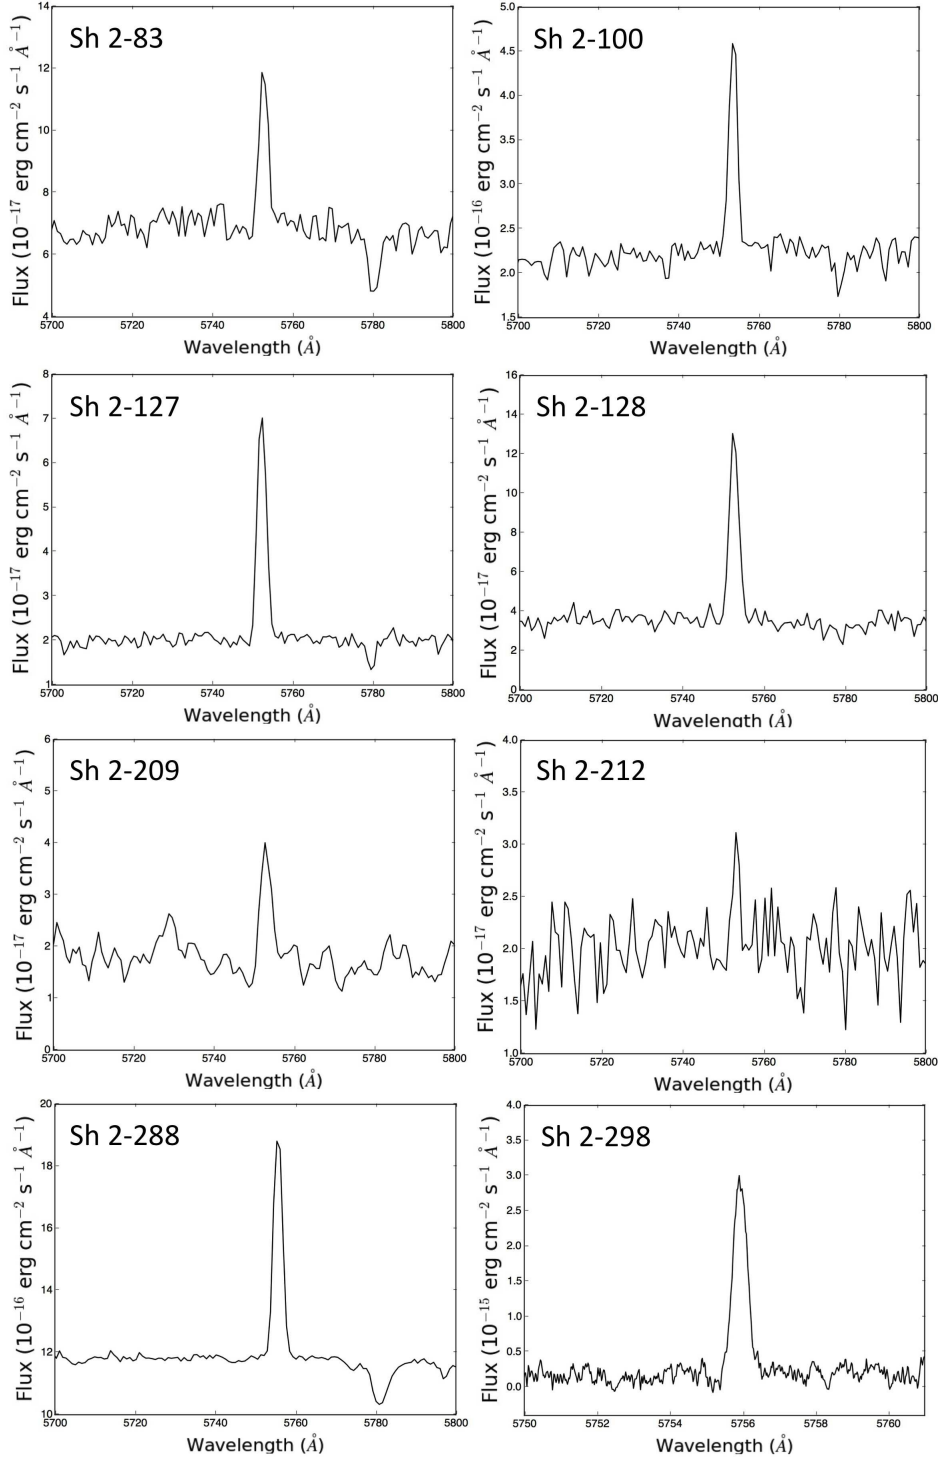 Sh 2-83
14
12
10
8
6
4
5700 5720 5740 5760 5780 5800
Wavelength (Å)
Flux (10⁻¹⁷ erg cm⁻² s⁻¹ Å⁻¹)
Sh 2-100
5.0
4.5
4.0
3.5
3.0
2.5
2.0
1.5
5700 5720 5740 5760 5780 5800
Wavelength (Å)
Flux (10⁻¹⁶ erg cm⁻² s⁻¹ Å⁻¹)
Sh 2-127
8
7
6
5
4
3
2
1
5700 5720 5740 5760 5780 5800
Wavelength (Å)
Flux (10⁻¹⁷ erg cm⁻² s⁻¹ Å⁻¹)
Sh 2-128
16
14
12
10
8
6
4
2
0
5700 5720 5740 5760 5780 5800
Wavelength (Å)
Flux (10⁻¹⁷ erg cm⁻² s⁻¹ Å⁻¹)
Sh 2-209
6
5
4
3
2
1
0
5700 5720 5740 5760 5780 5800
Wavelength (Å)
Flux (10⁻¹⁷ erg cm⁻² s⁻¹ Å⁻¹)
Sh 2-212
4.0
3.5
3.0
2.5
2.0
1.5
1.0
5700 5720 5740 5760 5780 5800
Wavelength (Å)
Flux (10⁻¹⁷ erg cm⁻² s⁻¹ Å⁻¹)
Sh 2-288
20
18
16
14
12
10
5700 5720 5740 5760 5780 5800
Wavelength (Å)
Flux (10⁻¹⁶ erg cm⁻² s⁻¹ Å⁻¹)
Sh 2-298
4.0
3.5
3.0
2.5
2.0
1.5
1.0
0.5
0.0
5750 5752 5754 5756 5758 5760
Wavelength (Å)
Flux (10⁻¹⁵ erg cm⁻² s⁻¹ Å⁻¹)